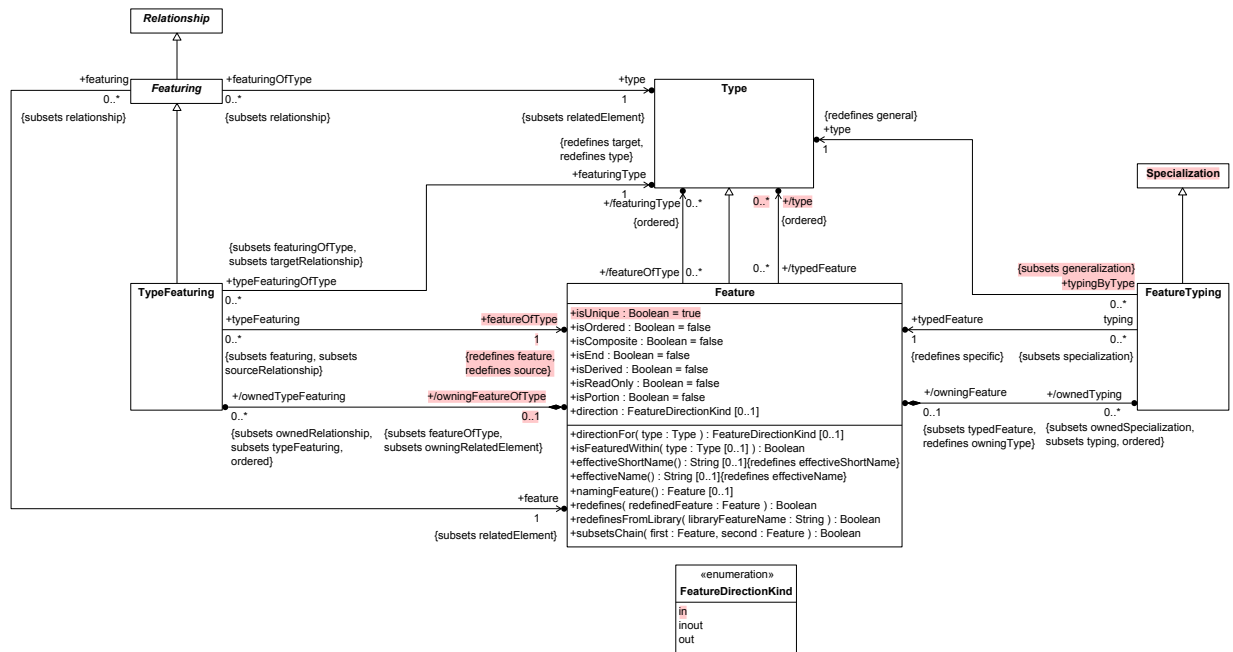 Relationship
+featuring
0..*
{subsets relationship}
Featuring
+featuringOfType
0..*
{subsets relationship}
+type
1
{subsets relatedElement}
Type
{redefines general}
+type
1
{redefines target,
redefines type}
+featuringType
1
Specialization
+/featuringType
0..*
{ordered}
0..*
+/type
{ordered}
{subsets featuringOfType,
subsets targetRelationship}
+typeFeaturingOfType
0..*
+/featureOfType
0..*
0..*
+/typedFeature
{subsets generalization}
+typingByType
0..*
TypeFeaturing
+typeFeaturing
0..*
{subsets featuring, subsets
sourceRelationship}
+featureOfType
1
{redefines feature,
redefines source}
+/ownedTypeFeaturing
0..*
{subsets ownedRelationship,
subsets typeFeaturing,
ordered}
+/owningFeatureOfType
0..1
{subsets featureOfType,
subsets owningRelatedElement}
+feature
1
{subsets relatedElement}
Feature
+isUnique : Boolean = true
+isOrdered : Boolean = false
+isComposite : Boolean = false
+isEnd : Boolean = false
+isDerived : Boolean = false
+isReadOnly : Boolean = false
+isPortion : Boolean = false
+direction : FeatureDirectionKind [0..1]
+directionFor( type : Type ) : FeatureDirectionKind [0..1]
+isFeaturedWithin( type : Type [0..1] ) : Boolean
+effectiveShortName() : String [0..1]{redefines effectiveShortName}
+effectiveName() : String [0..1]{redefines effectiveName}
+namingFeature() : Feature [0..1]
+redefines( redefinedFeature : Feature ) : Boolean
+redefinesFromLibrary( libraryFeatureName : String ) : Boolean
+subsetsChain( first : Feature, second : Feature ) : Boolean
FeatureTyping
+typedFeature
1
{redefines specific}
typing
0..*
{subsets specialization}
+/owningFeature
0..1
{subsets typedFeature,
redefines owningType}
+/ownedTyping
0..*
{subsets ownedSpecialization,
subsets typing, ordered}
«enumeration»
FeatureDirectionKind
in
inout
out